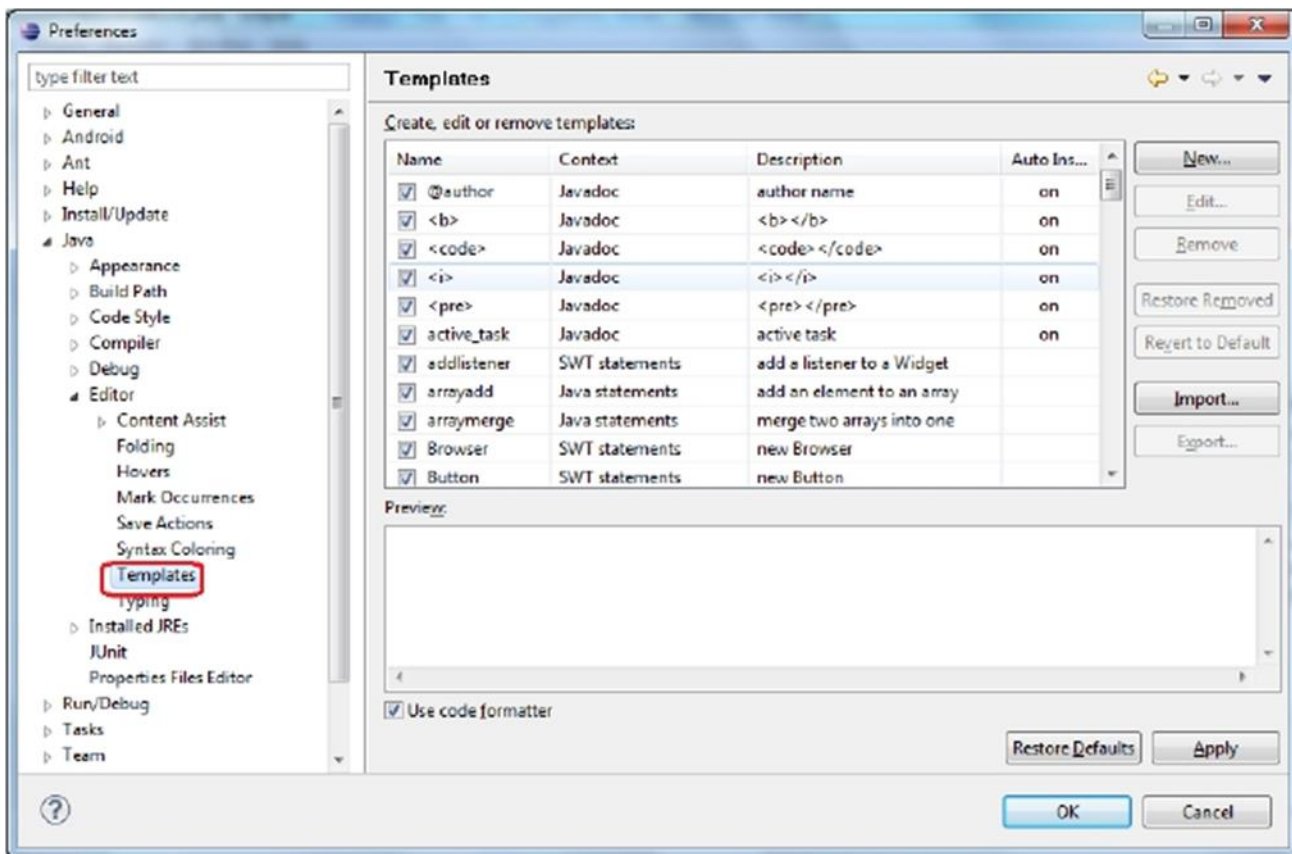 Preferences
type filter text
General
Android
Ant
Help
Install/Update
Java
Appearance
Build Path
Code Style
Compiler
Debug
Editor
Content Assist
Folding
Hovers
Mark Occurrences
Save Actions
Syntax Coloring
Templates
Typing
Installed JREs
JUnit
Properties Files Editor
Run/Debug
Tasks
Team
Templates
Create, edit or remove templates:
Name Context Description Auto Ins...
@author Javadoc author name on
<b> Javadoc <b></b> on
<code> Javadoc <code></code> on
<i> Javadoc <i></i> on
<pre> Javadoc <pre></pre> on
active_task Javadoc active task on
addlistener SWT statements add a listener to a Widget
arrayadd Java statements add an element to an array
arraymerge Java statements merge two arrays into one
Browser SWT statements new Browser
Button SWT statements new Button
New...
Edit...
Remove
Restore Removed
Revert to Default
Import...
Export...
Preview:
Use code formatter
Restore Defaults Apply
OK Cancel